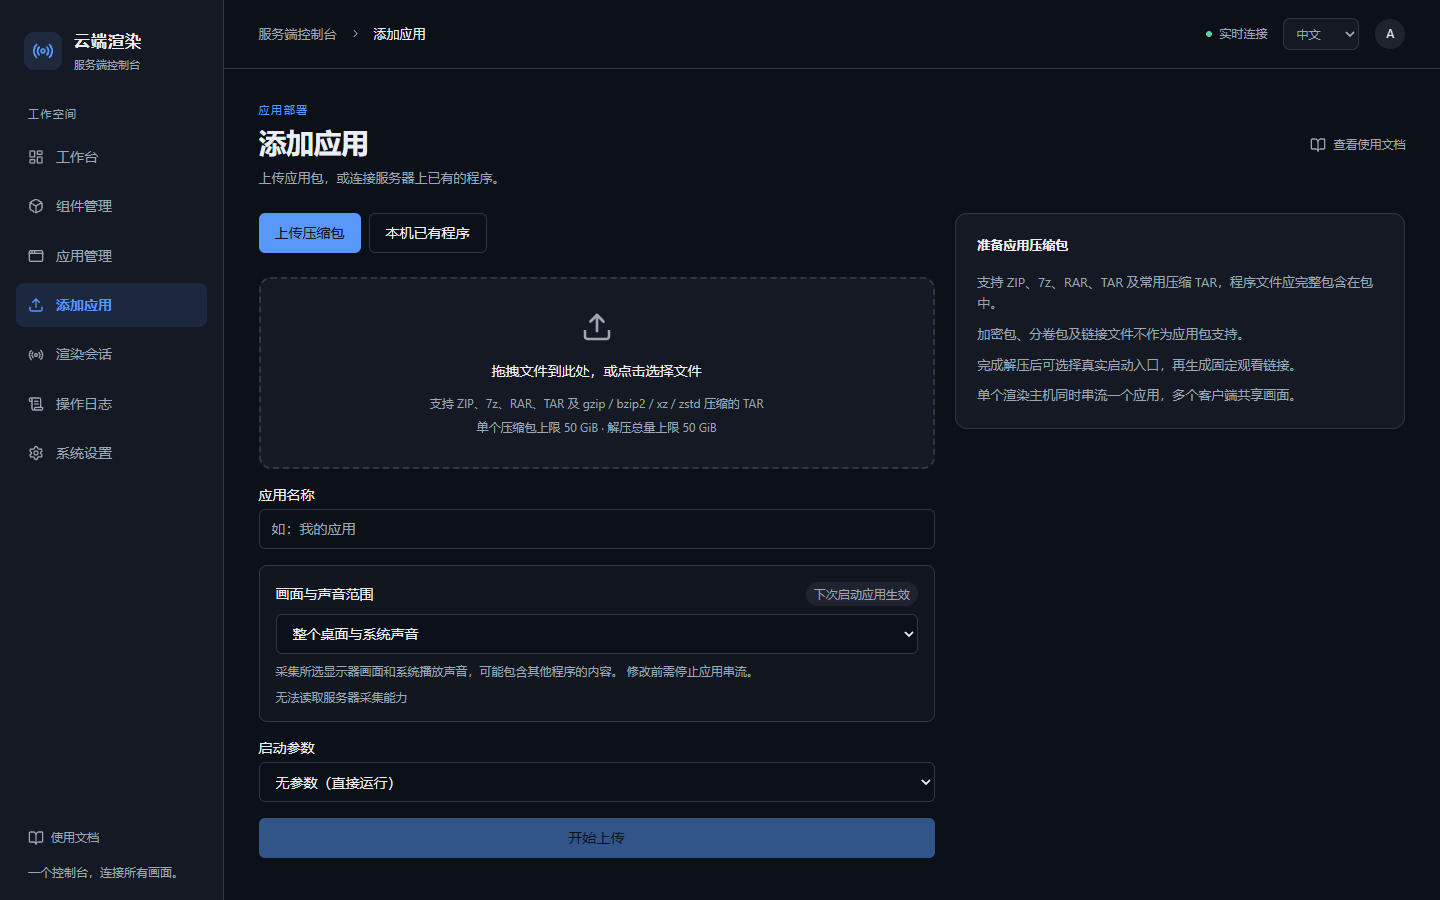 云端渲染
服务端控制台
工作空间
工作台
组件管理
应用管理
添加应用
渲染会话
操作日志
系统设置
使用文档
一个控制台，连接所有画面。
服务端控制台 › 添加应用
实时连接
中文
A
应用部署
添加应用
上传应用包，或连接服务器上已有的程序。
查看使用文档
上传压缩包
本机已有程序
拖拽文件到此处，或点击选择文件
支持 ZIP、7z、RAR、TAR 及 gzip / bzip2 / xz / zstd 压缩的 TAR
单个压缩包上限 50 GiB · 解压总量上限 50 GiB
应用名称
如：我的应用
画面与声音范围
下次启动应用生效
整个桌面与系统声音
采集所选显示器画面和系统播放声音，可能包含其他程序的内容。 修改前需停止应用串流。
无法读取服务器采集能力
启动参数
无参数（直接运行）
开始上传
准备应用压缩包
支持 ZIP、7z、RAR、TAR 及常用压缩 TAR，程序文件应完整包含在包
中。
加密包、分卷包及链接文件不作为应用包支持。
完成解压后可选择真实启动入口，再生成固定观看链接。
单个渲染主机同时串流一个应用，多个客户端共享画面。